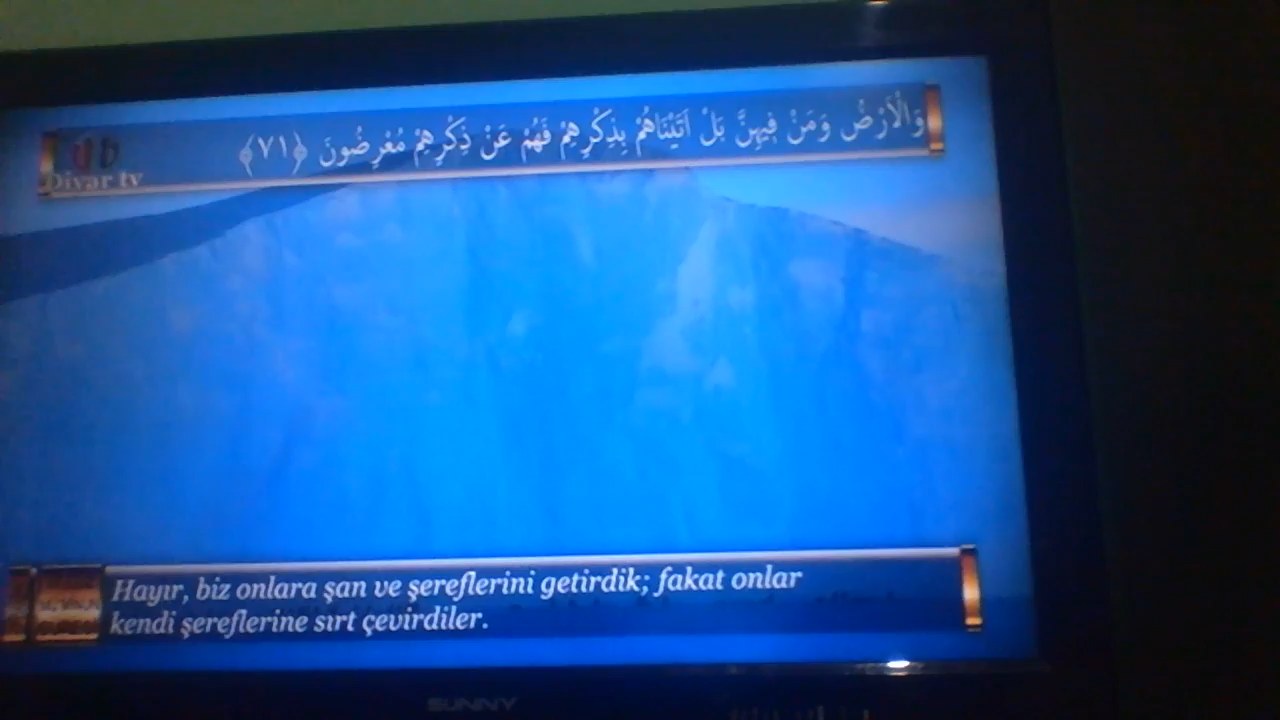 وَالْاَرْضُ وَمَنْ فِيهِنَّ بَلْ اَتَيْنَاهُمْ بِذِكْرِهِمْ فَهُمْ عَنْ ذِكْرِهِمْ مُعْرِضُونَ ﴿٧١﴾
db
Divar tv
Hayır, biz onlara şan ve şereflerini getirdik; fakat onlar
kendi şereflerine sırt çevirdiler.
SUNNY